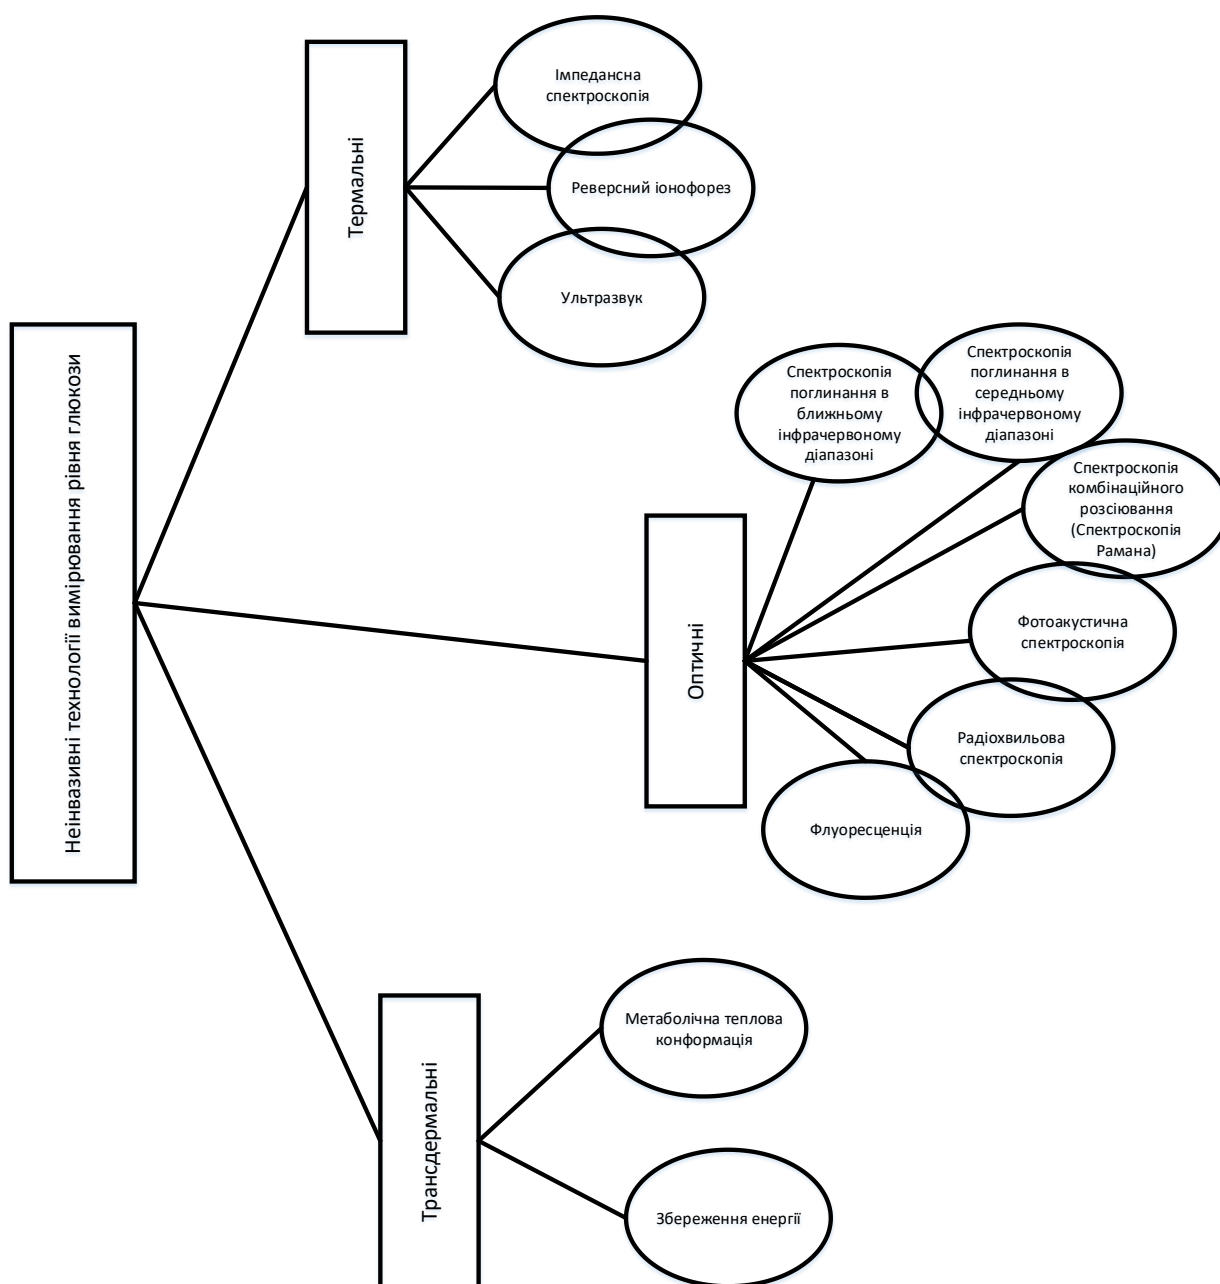 Неінвазивні технології вимірювання рівня глюкози
Термальні
Імпедансна
спектроскопія
Реверсний іонофорез
Ультразвук
Оптичні
Спектроскопія
поглинання в
ближньому
інфрачервоному
діапазоні
Спектроскопія
поглинання в
середньому
інфрачервоному
діапазоні
Спектроскопія
комбінаційного
розсіювання
(Спектроскопія
Рамана)
Фотоакустична
спектроскопія
Радіохвильова
спектроскопія
Флуоресценція
Трансдермальні
Метаболічна теплова
конформація
Збереження енергії